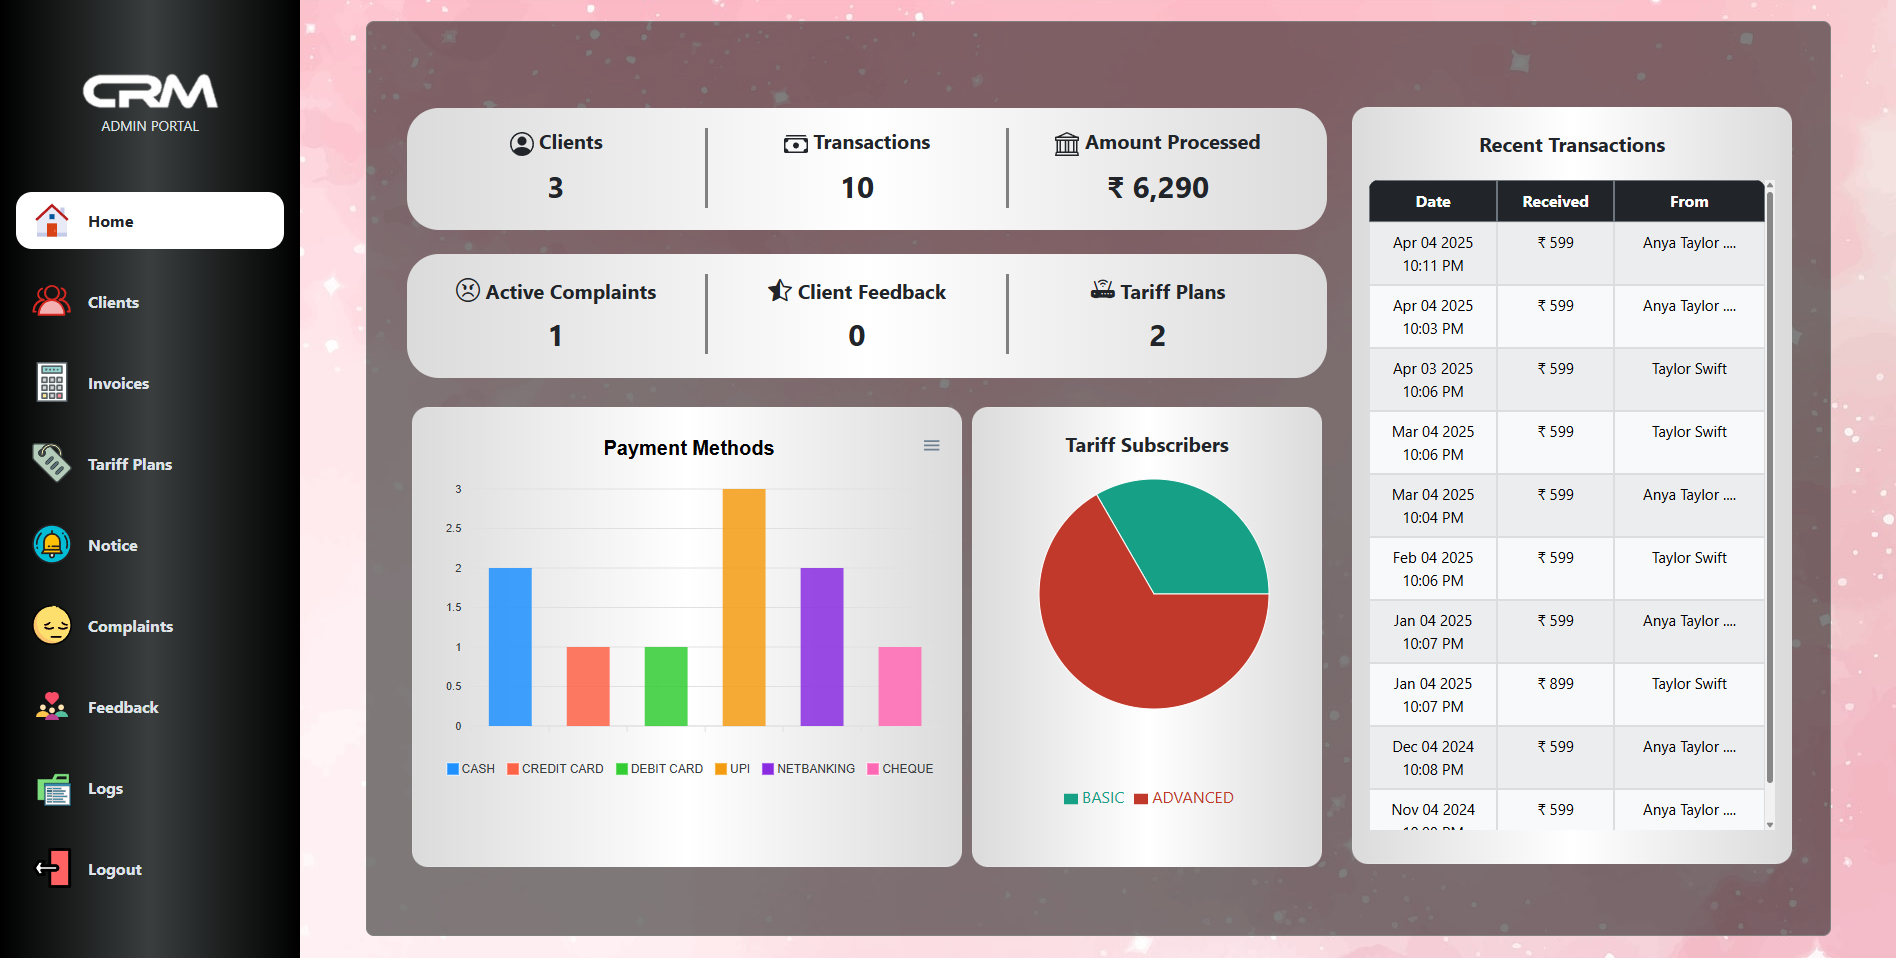 CRM
ADMIN PORTAL
Home
Clients
Invoices
Tariff Plans
Notice
Complaints
Feedback
Logs
Logout
Clients
3
Transactions
10
Amount Processed
₹ 6,290
Active Complaints
1
Client Feedback
0
Tariff Plans
2
Payment Methods
3
2.5
2
1.5
1
0.5
0
CASH CREDIT CARD DEBIT CARD UPI NETBANKING CHEQUE
Tariff Subscribers
BASIC ADVANCED
Recent Transactions
Date Received From
Apr 04 2025 ₹ 599 Anya Taylor ....
10:11 PM
Apr 04 2025 ₹ 599 Anya Taylor ....
10:03 PM
Apr 03 2025 ₹ 599 Taylor Swift
10:06 PM
Mar 04 2025 ₹ 599 Taylor Swift
10:06 PM
Mar 04 2025 ₹ 599 Anya Taylor ....
10:04 PM
Feb 04 2025 ₹ 599 Taylor Swift
10:06 PM
Jan 04 2025 ₹ 599 Anya Taylor ....
10:07 PM
Jan 04 2025 ₹ 899 Taylor Swift
10:07 PM
Dec 04 2024 ₹ 599 Anya Taylor ....
10:08 PM
Nov 04 2024 ₹ 599 Anya Taylor ....